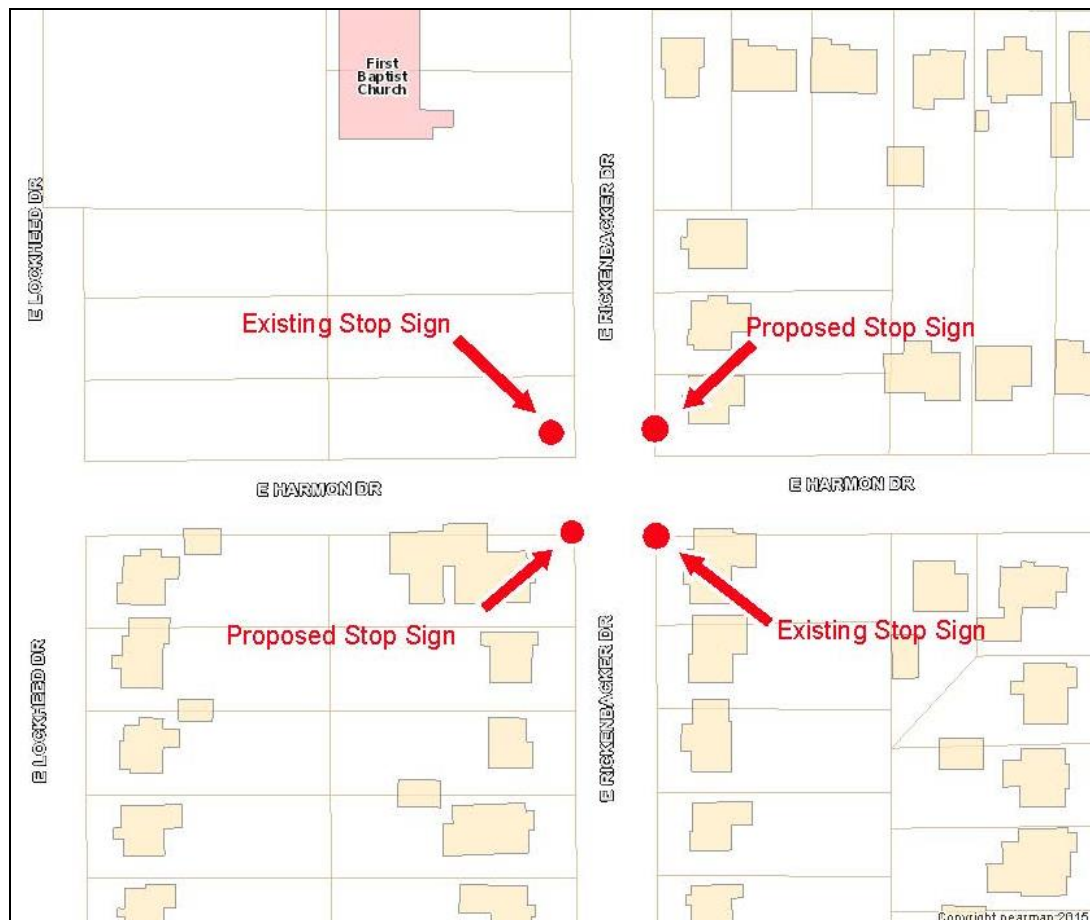 First
Baptist
Church
E LOCKHEED DR
E RICKENBACKER DR
Existing Stop Sign
Proposed Stop Sign
E HARMON DR
E HARMON DR
Proposed Stop Sign
Existing Stop Sign
E LOCKHEED DR
E RICKENBACKER DR
Copyright nearmap 2015